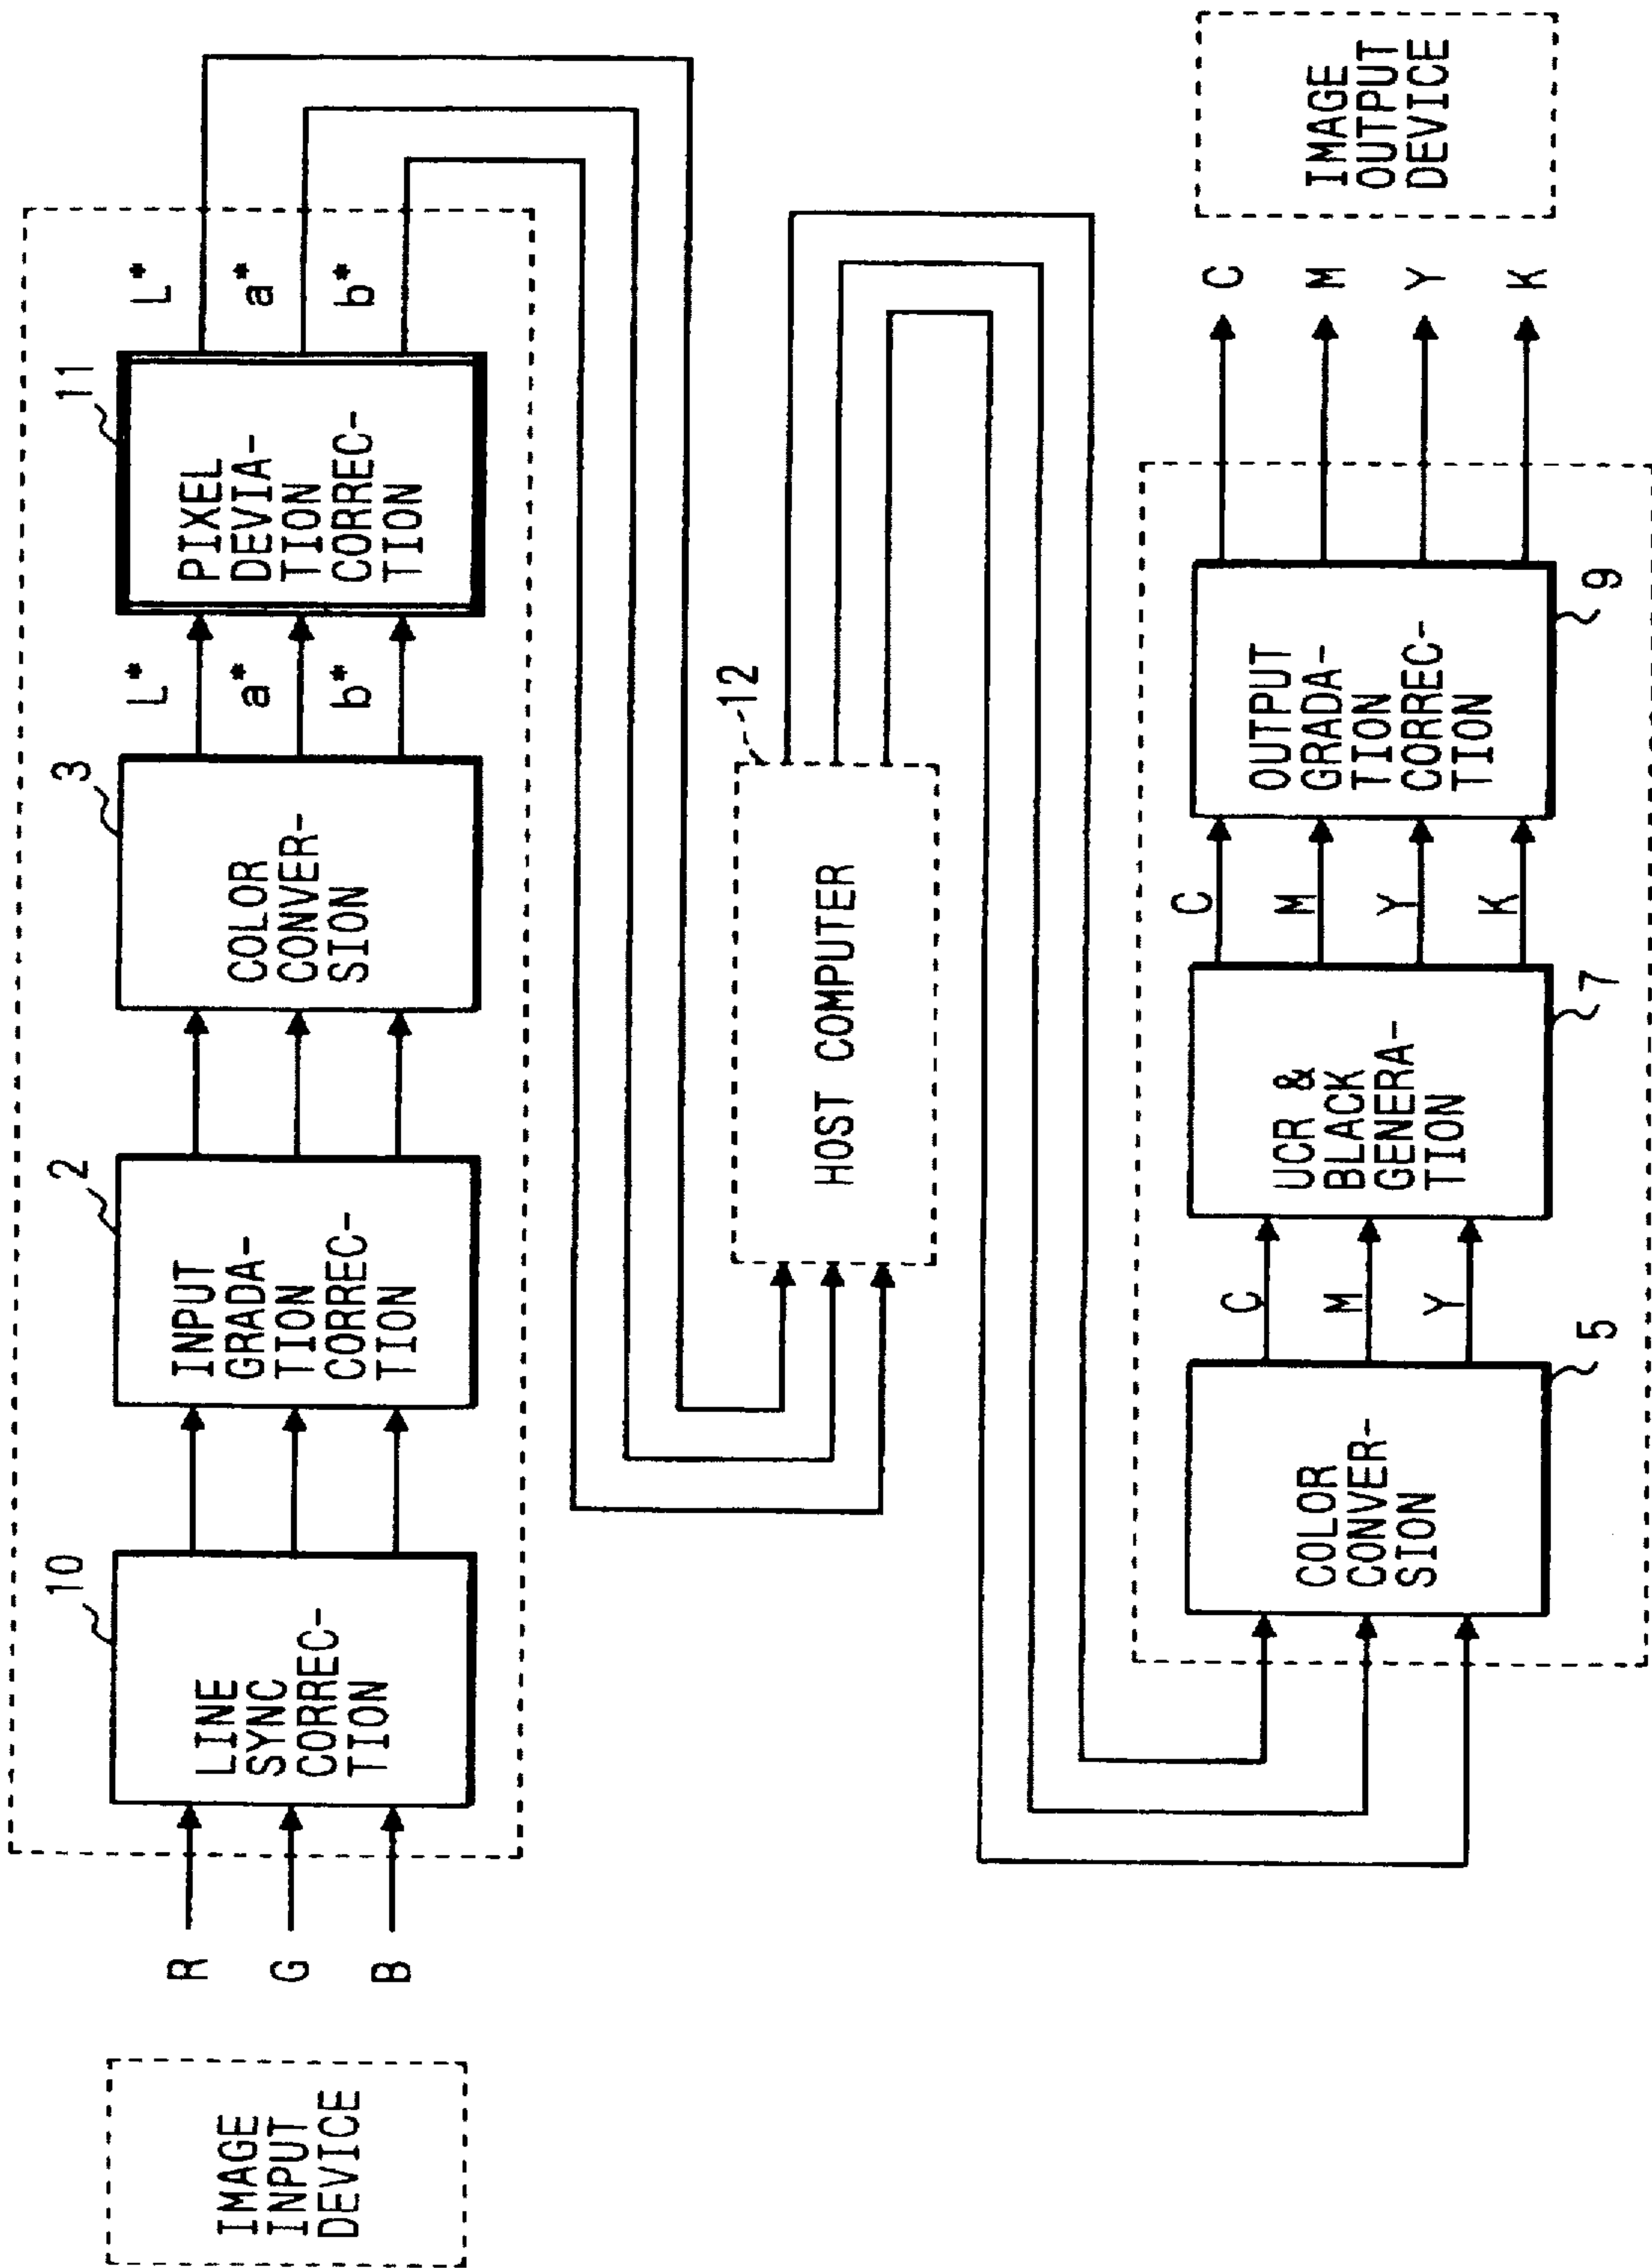 IMAGE
INPUT
DEVICE
R
G
B
10
LINE
SYNC
CORREC-
TION
2
INPUT
GRADA-
TION
CORREC-
TION
3
COLOR
CONVER-
SION
L*
a*
b*
11
PIXEL
DEVIA-
TION
CORREC-
TION
L*
a*
b*
HOST COMPUTER
12
COLOR
CONVER-
SION
5
C
M
Y
UCR &
BLACK
GENERA-
TION
7
C
M
Y
K
OUTPUT
GRADA-
TION
CORREC-
TION
9
C
M
Y
K
IMAGE
OUTPUT
DEVICE